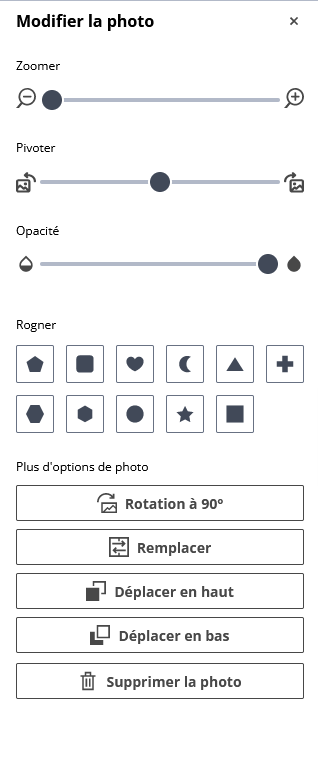 Modifier la photo
Zoomer
Pivoter
Opacité
Rogner
Plus d'options de photo
Rotation à 90°
Remplacer
Déplacer en haut
Déplacer en bas
Supprimer la photo